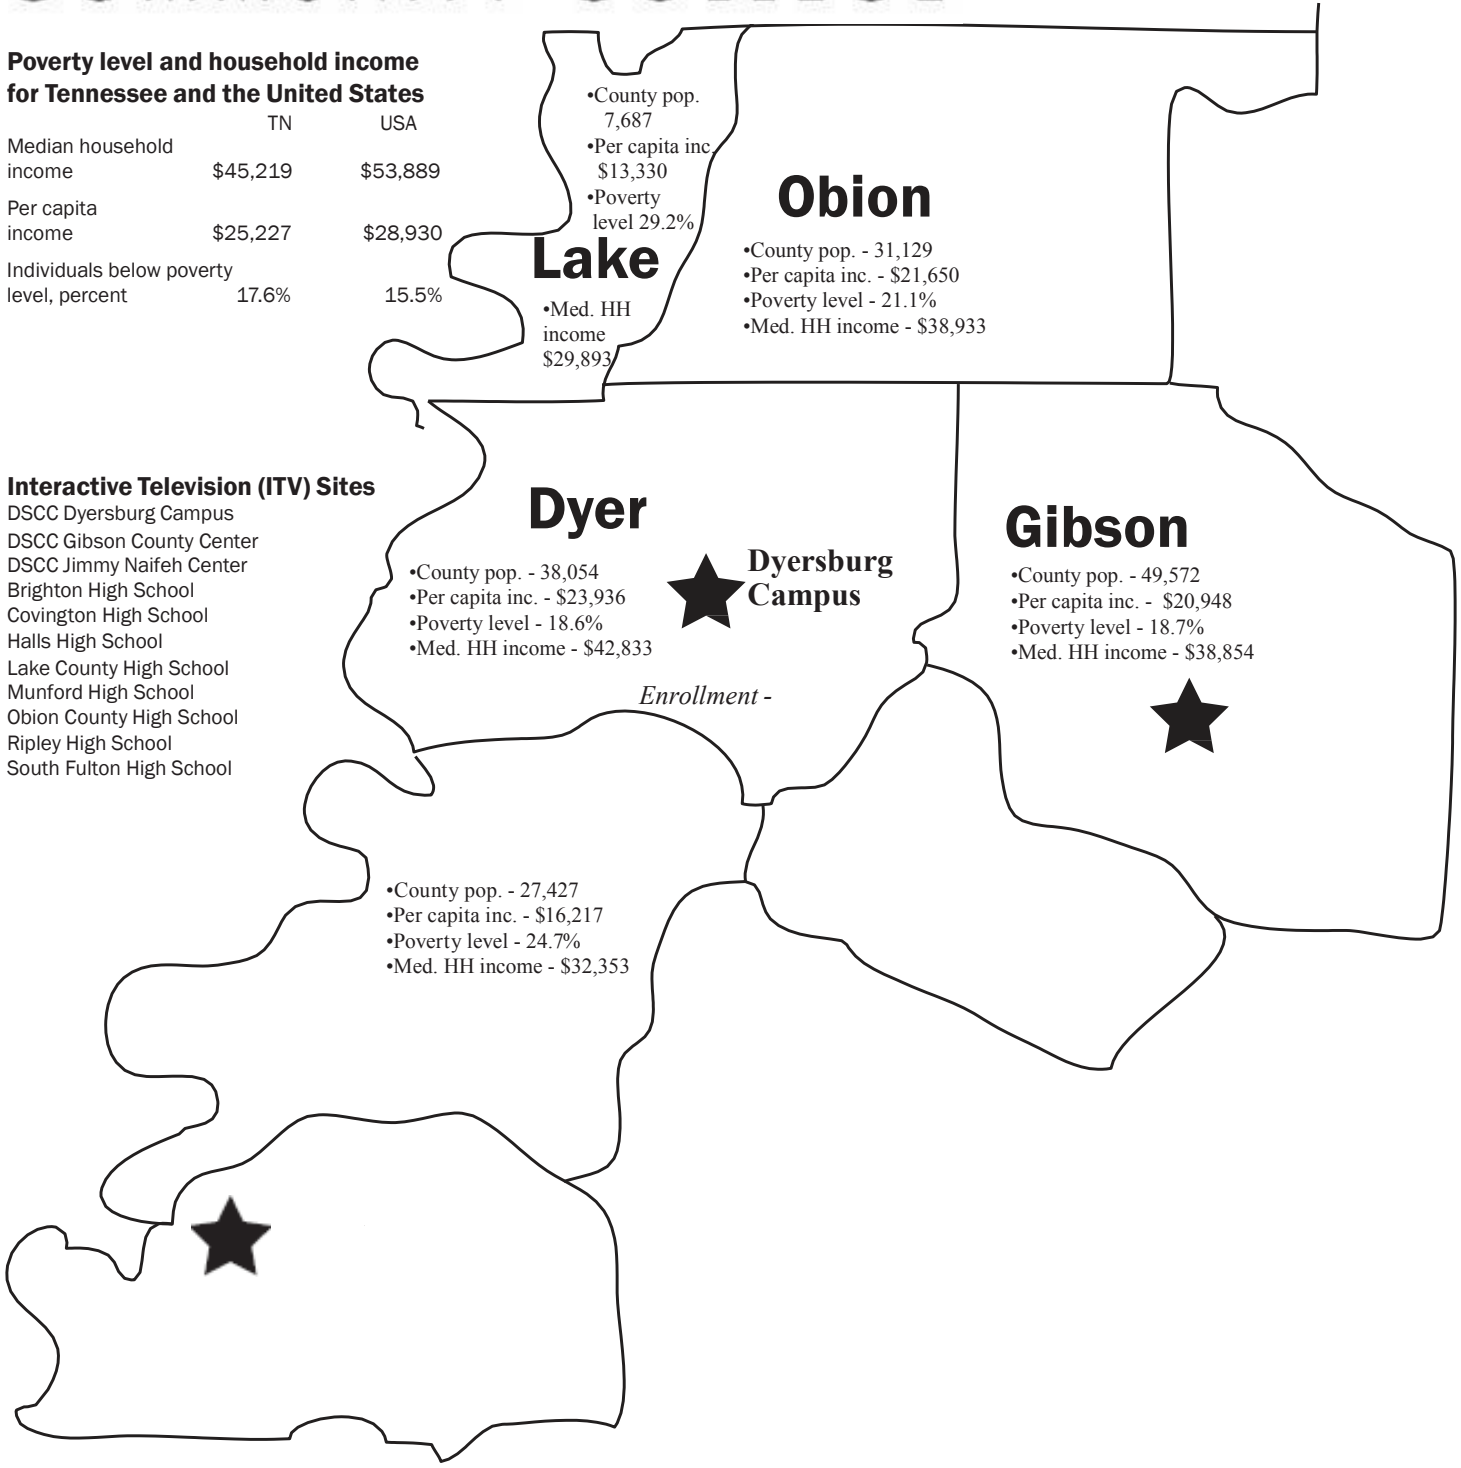 Poverty level and household income
for Tennessee and the United States
TN USA
Median household
income $45,219 $53,889
Per capita
income $25,227 $28,930
Individuals below poverty
level, percent 17.6% 15.5%
•County pop.
7,687
•Per capita inc.
$13,330
•Poverty
level 29.2%
Lake
•Med. HH
income
$29,893
Obion
•County pop. - 31,129
•Per capita inc. - $21,650
•Poverty level - 21.1%
•Med. HH income - $38,933
Interactive Television (ITV) Sites
DSCC Dyersburg Campus
DSCC Gibson County Center
DSCC Jimmy Naifeh Center
Brighton High School
Covington High School
Halls High School
Lake County High School
Munford High School
Obion County High School
Ripley High School
South Fulton High School
Dyer
•County pop. - 38,054
•Per capita inc. - $23,936
•Poverty level - 18.6%
•Med. HH income - $42,833
Dyersburg
Campus
Enrollment -
Gibson
•County pop. - 49,572
•Per capita inc. - $20,948
•Poverty level - 18.7%
•Med. HH income - $38,854
•County pop. - 27,427
•Per capita inc. - $16,217
•Poverty level - 24.7%
•Med. HH income - $32,353